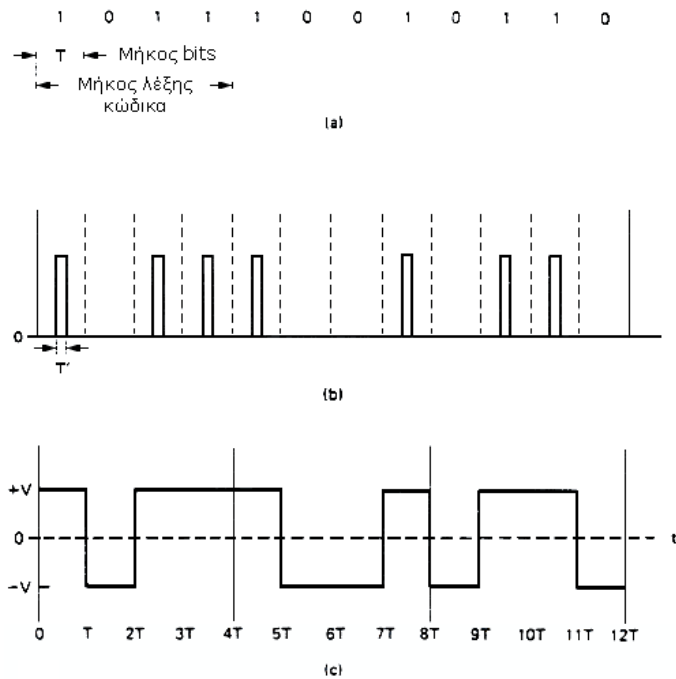 1 0 1 1 1 0 0 1 0 1 1 0
T Μήκος bits
Μήκος λέξης
κώδικα
(a)
0
T'
(b)
+V
0 t
-V
0 T 2T 3T 4T 5T 6T 7T 8T 9T 10T 11T 12T
(c)